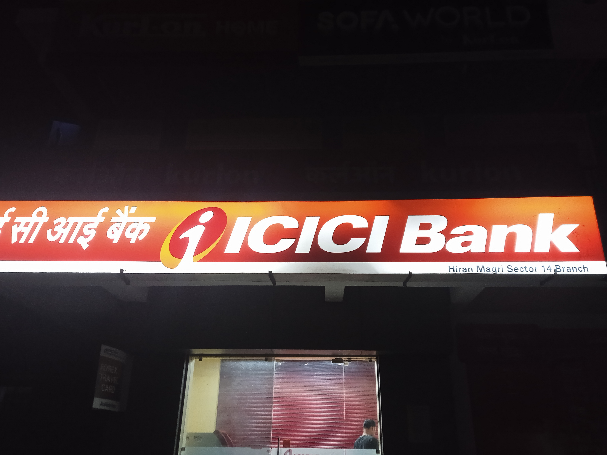 SOFA WORLD
ई सी आई बैंक ICICI Bank
Hiran Magri Sector 14 Branch